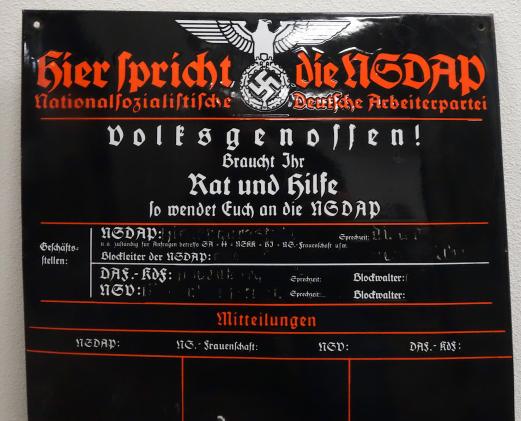 Hier spricht die NSDAP
Nationalsozialistische Deutsche Arbeiterpartei
Volksgenossen!
Braucht Ihr
Rat und Hilfe
so wendet Euch an die NSDAP
Geschäfts-
stellen:
NSDAP: Sprechzeit:
u.a. zuständig für Anfragen betreffs SA - ᛋᛋ - NSKK - HJ - NS.-Frauenschaft usw.
Blockleiter der NSDAP:
DAF.-KdF: Sprechzeit: Blockwalter:
NSV: Sprechzeit: Blockwalter:
Mitteilungen
NSDAP: NS.-Frauenschaft: NSV: DAF.-KdF: